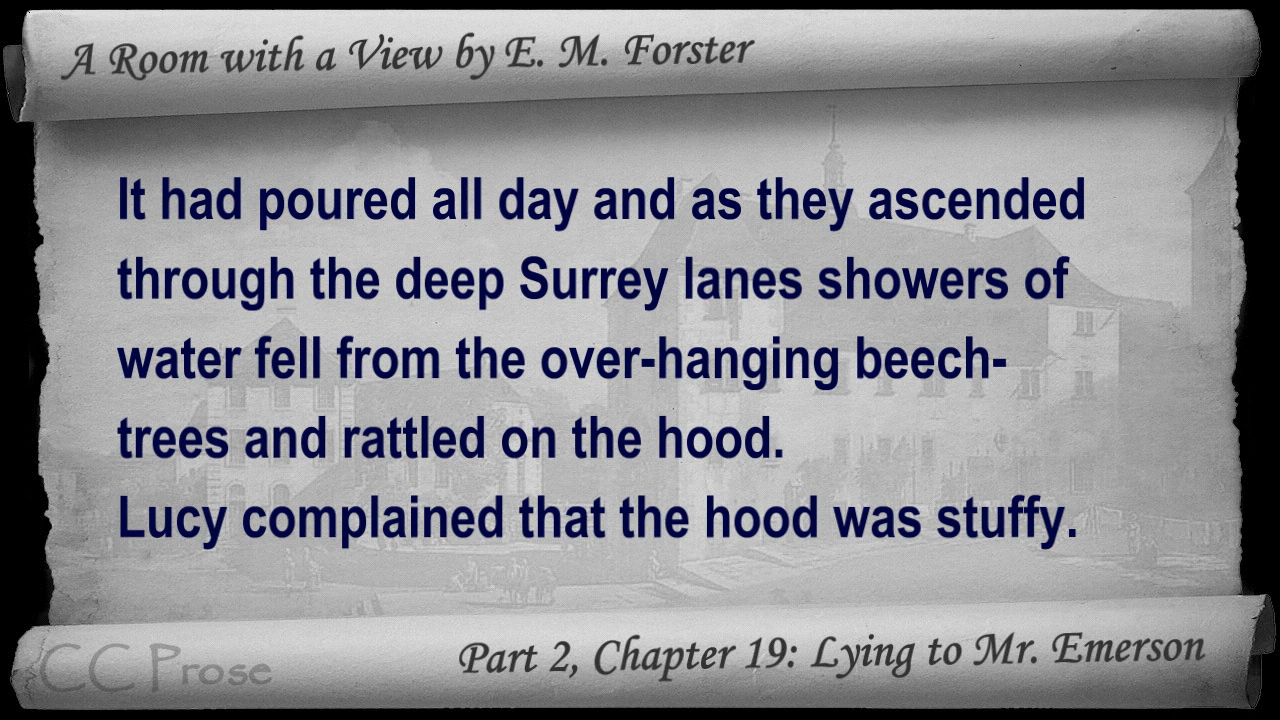 A Room with a View by E. M. Forster
It had poured all day and as they ascended
through the deep Surrey lanes showers of
water fell from the over-hanging beech-
trees and rattled on the hood.
Lucy complained that the hood was stuffy.
CC Prose
Part 2, Chapter 19: Lying to Mr. Emerson